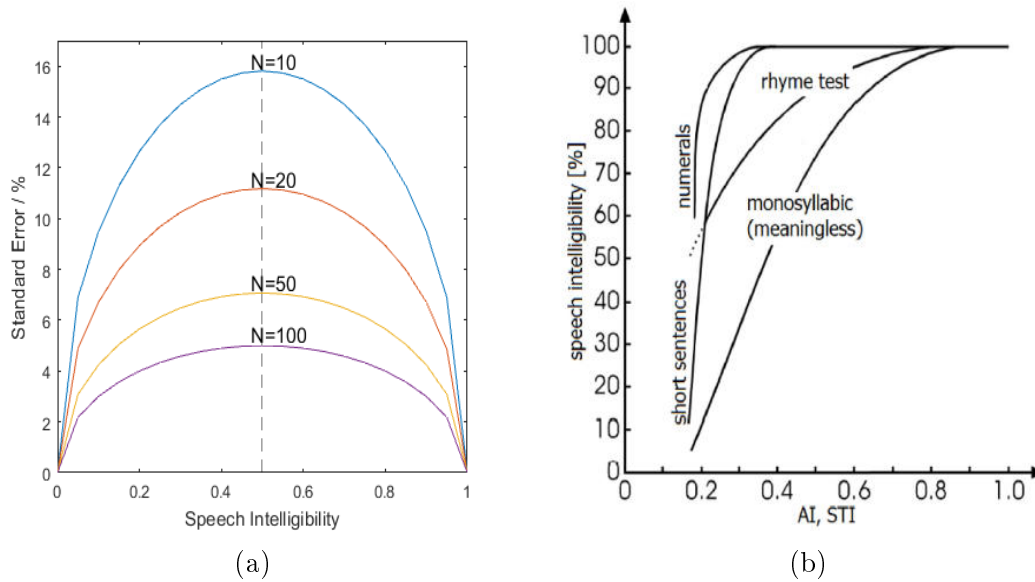 N=10
N=20
N=50
N=100
16
14
12
10
8
6
4
2
0
Standard Error / %
0
0.2
0.4
0.6
0.8
1
Speech Intelligibility
(a)
100
90
80
70
60
50
40
30
20
10
0
speech intelligibility [%]
numerals
short sentences
rhyme test
monosyllabic
(meaningless)
0
0.2
0.4
0.6
0.8
1.0
AI, STI
(b)